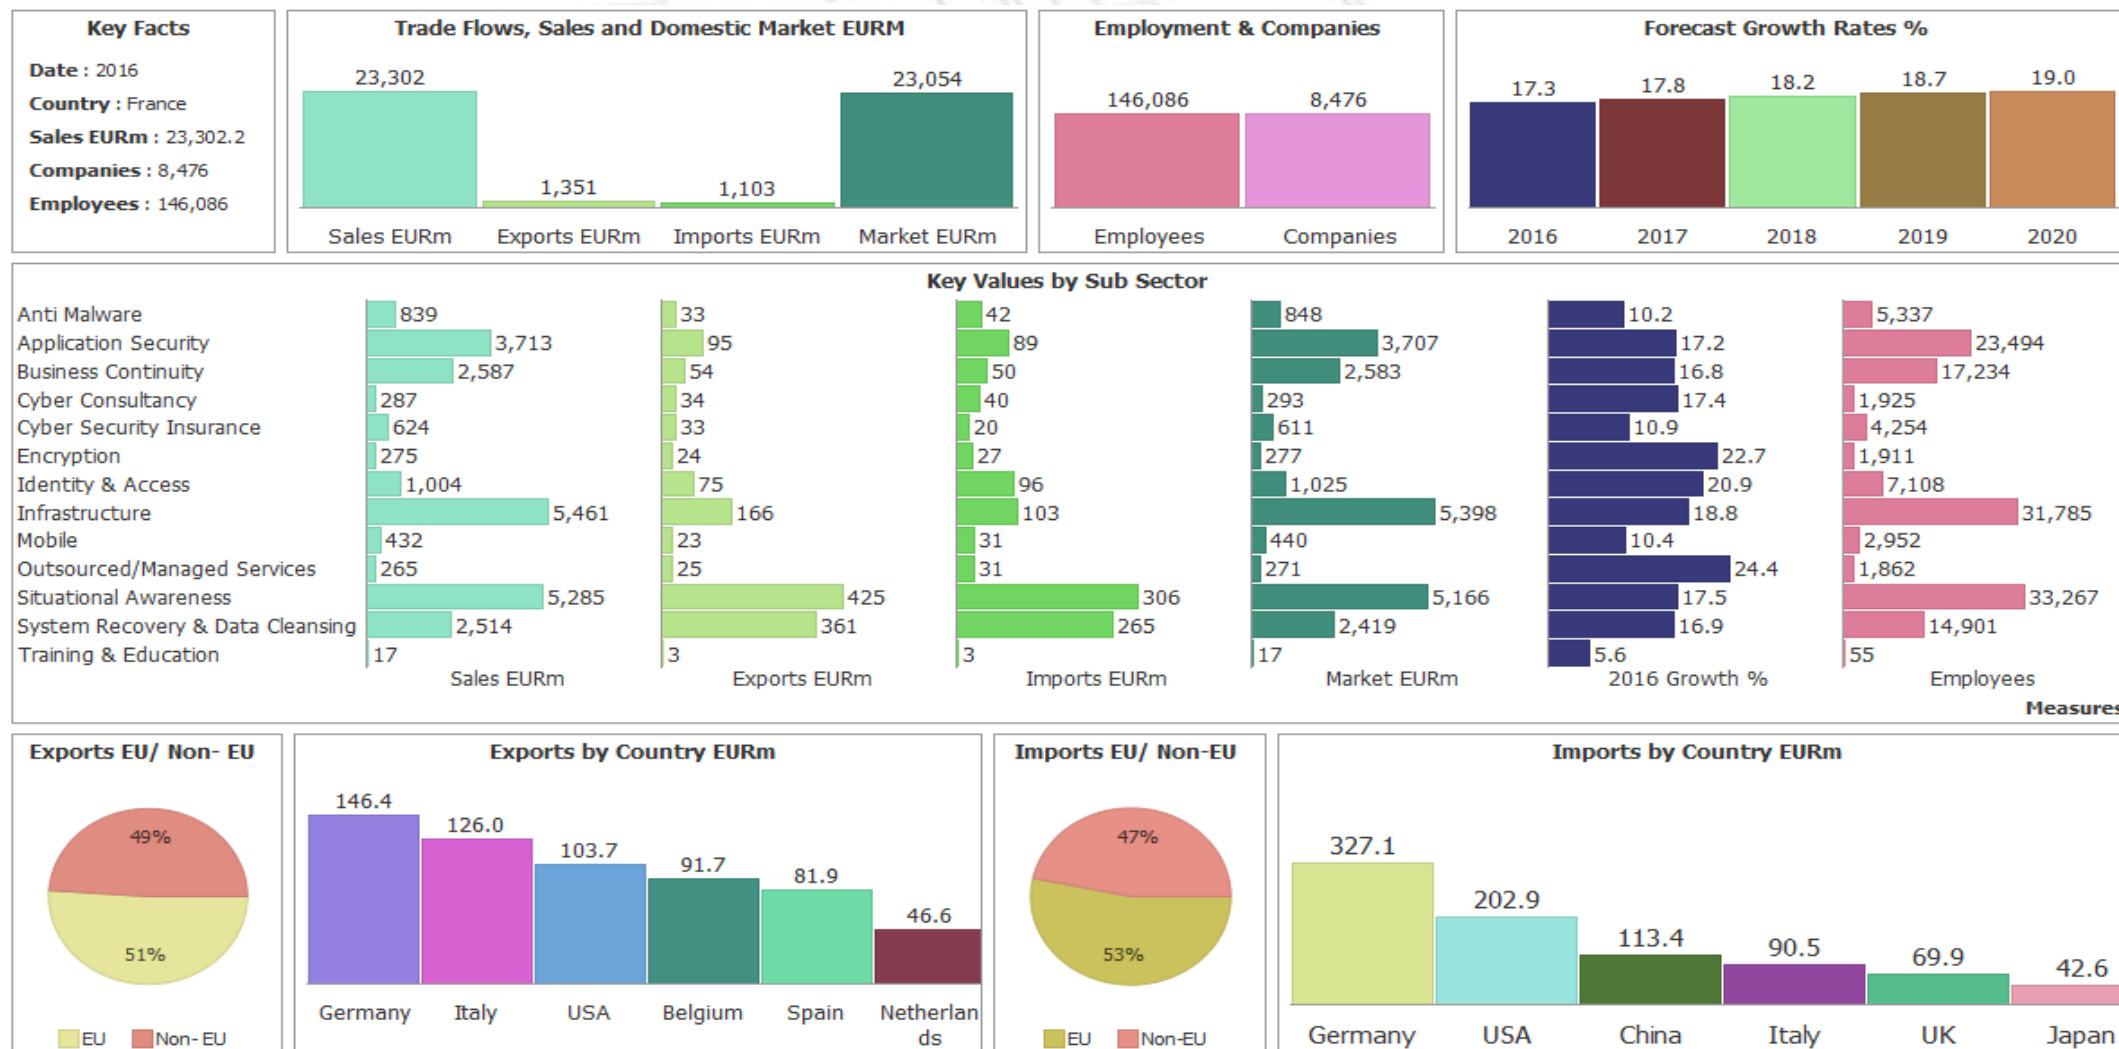 Key Facts
Date : 2016
Country : France
Sales EURm : 23,302.2
Companies : 8,476
Employees : 146,086
Trade Flows, Sales and Domestic Market EURM
23,302 1,351 1,103 23,054
Sales EURm Exports EURm Imports EURm Market EURm
Employment & Companies
146,086 8,476
Employees Companies
Forecast Growth Rates %
17.3 17.8 18.2 18.7 19.0
2016 2017 2018 2019 2020
Key Values by Sub Sector
Anti Malware 839 33 42 848 10.2 5,337
Application Security 3,713 95 89 3,707 17.2 23,494
Business Continuity 2,587 54 50 2,583 16.8 17,234
Cyber Consultancy 287 34 40 293 17.4 1,925
Cyber Security Insurance 624 33 20 611 10.9 4,254
Encryption 275 24 27 277 22.7 1,911
Identity & Access 1,004 75 96 1,025 20.9 7,108
Infrastructure 5,461 166 103 5,398 18.8 31,785
Mobile 432 23 31 440 10.4 2,952
Outsourced/Managed Services 265 25 31 271 24.4 1,862
Situational Awareness 5,285 425 306 5,166 17.5 33,267
System Recovery & Data Cleansing 2,514 361 265 2,419 16.9 14,901
Training & Education 17 3 3 17 5.6 55
Sales EURm Exports EURm Imports EURm Market EURm 2016 Growth % Employees
Measures
Exports EU/ Non- EU
49%
51%
EU Non- EU
Exports by Country EURm
146.4 126.0 103.7 91.7 81.9 46.6
Germany Italy USA Belgium Spain Netherlan
ds
Imports EU/ Non-EU
47%
53%
EU Non-EU
Imports by Country EURm
327.1 202.9 113.4 90.5 69.9 42.6
Germany USA China Italy UK Japan